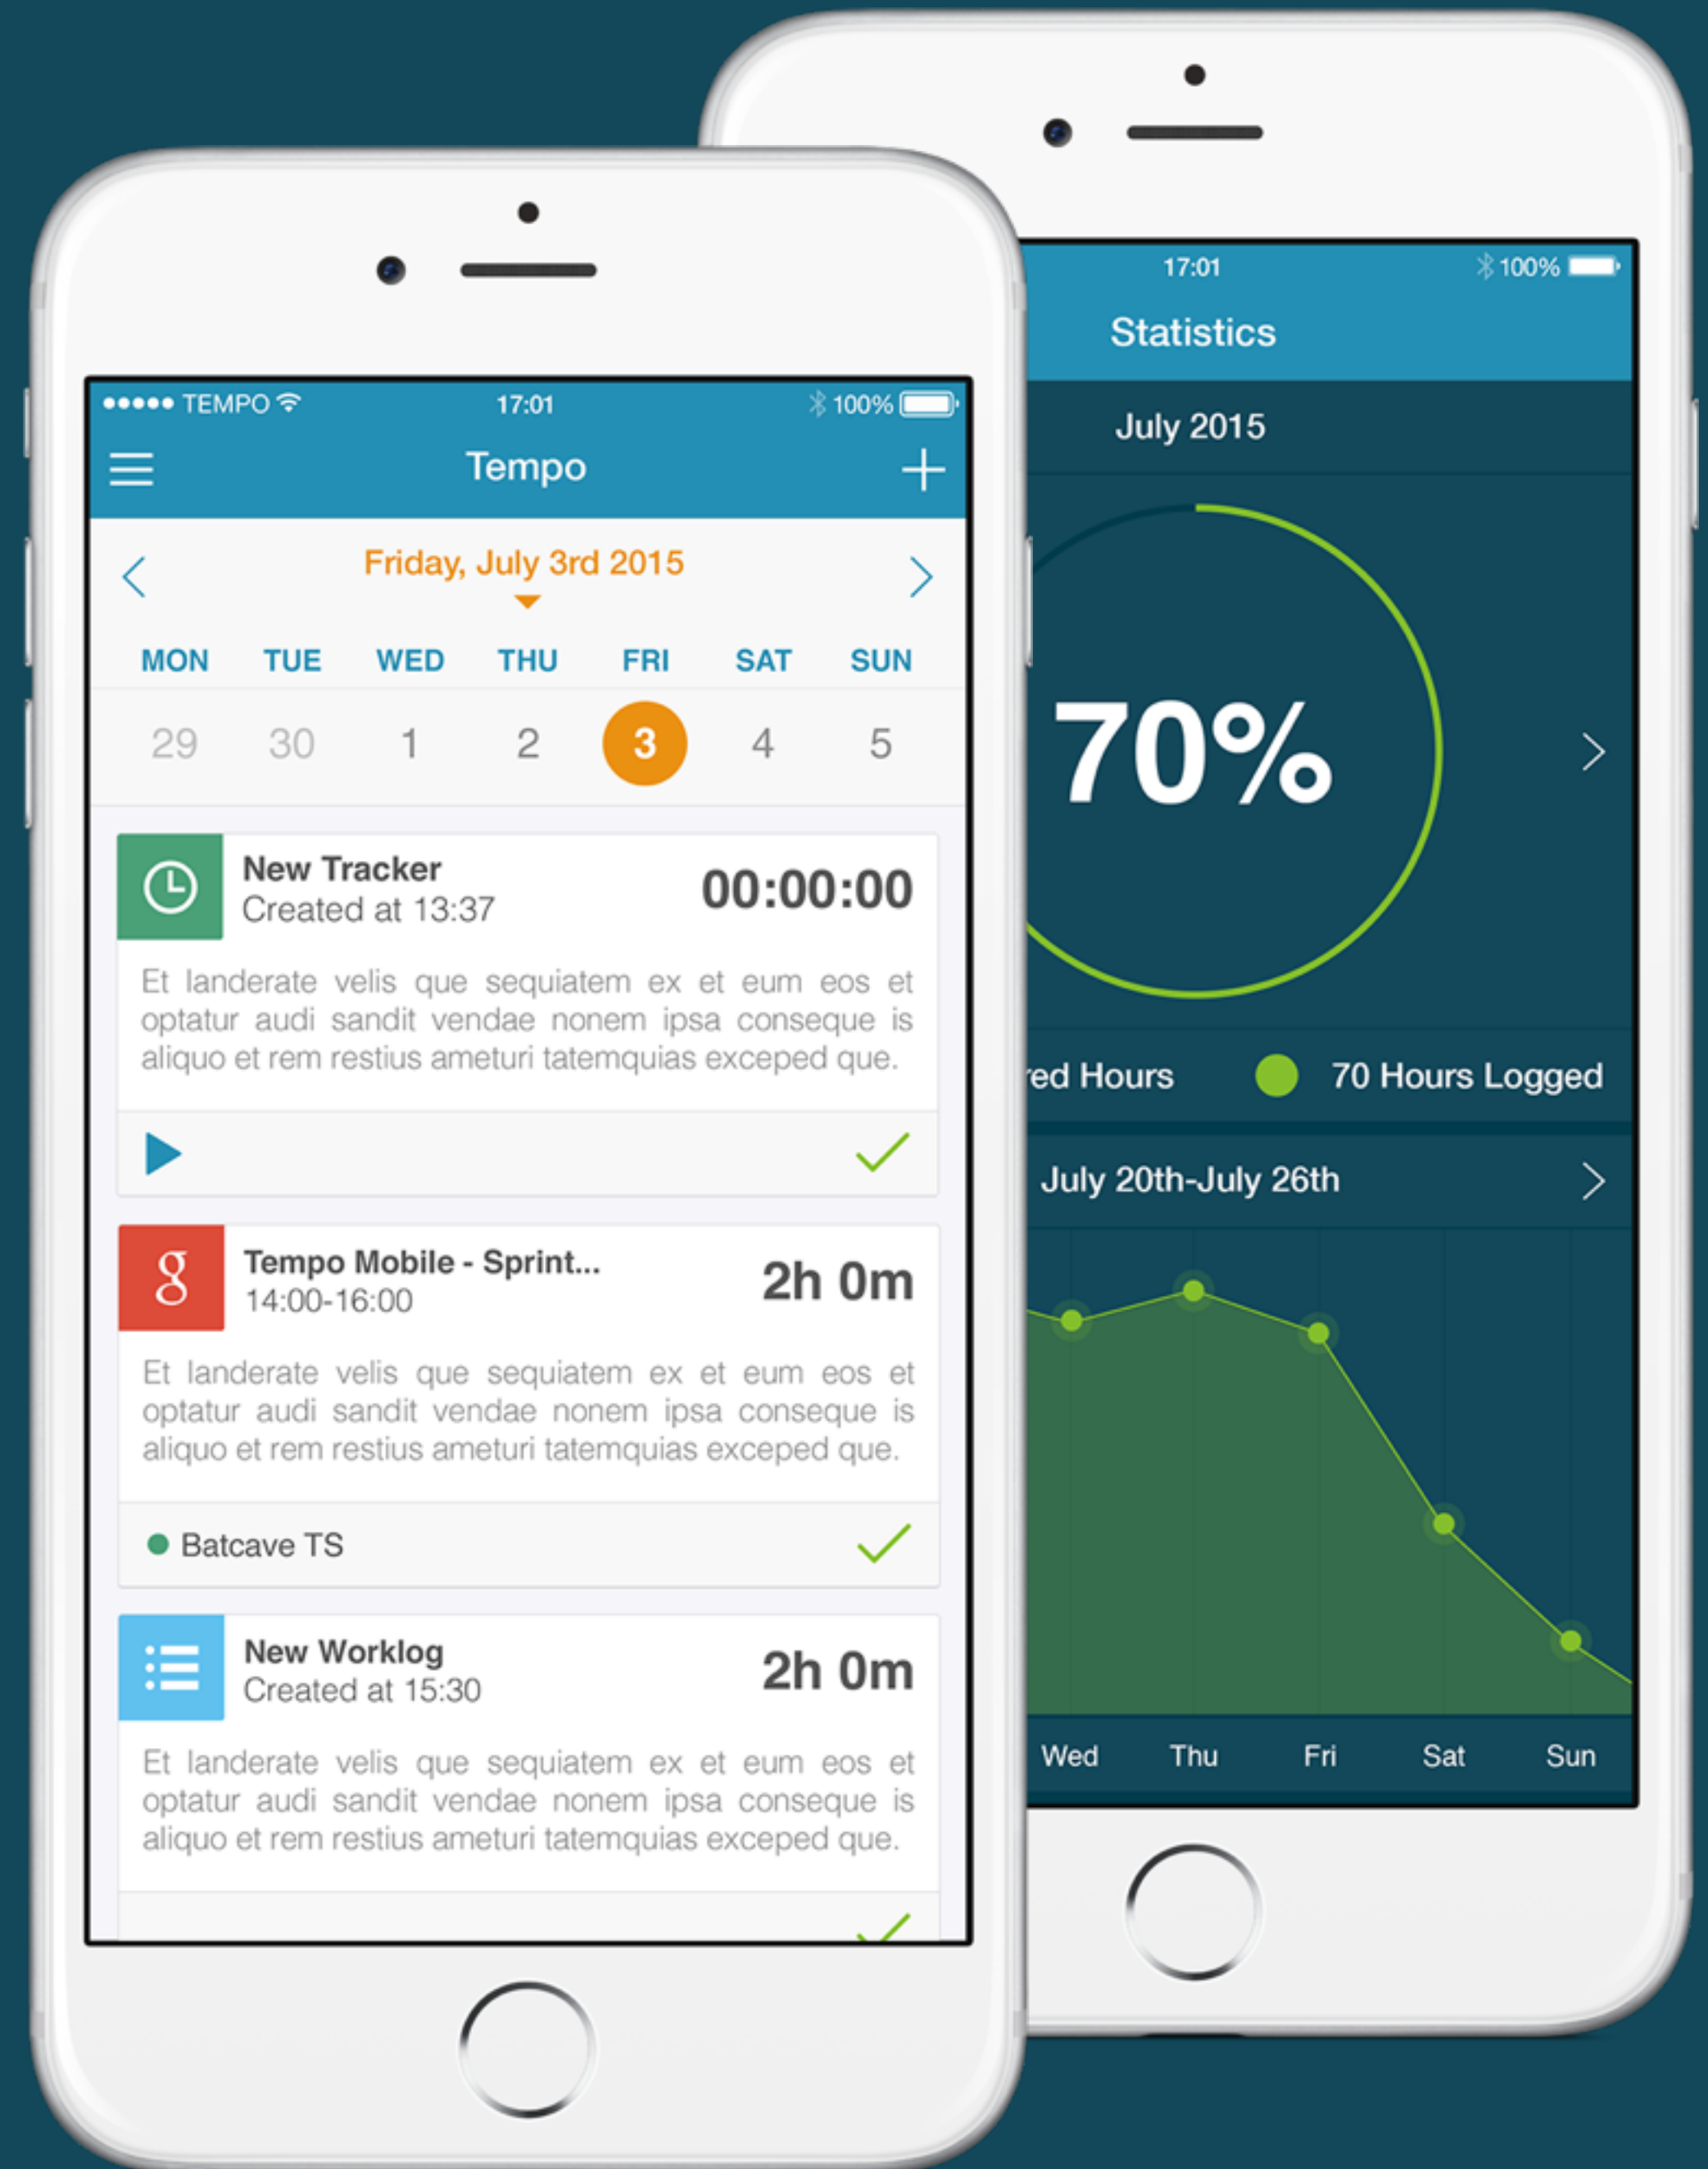 TEMPO 17:01 100%
Tempo
Friday, July 3rd 2015
MON TUE WED THU FRI SAT SUN
29 30 1 2 3 4 5
New Tracker
Created at 13:37
00:00:00
Et landerate velis que sequiatem ex et eum eos et
optatur audi sandit vendae nonem ipsa conseque is
aliquo et rem restius ameturi tatemquias exceped que.
Tempo Mobile - Sprint...
14:00-16:00
2h 0m
Et landerate velis que sequiatem ex et eum eos et
optatur audi sandit vendae nonem ipsa conseque is
aliquo et rem restius ameturi tatemquias exceped que.
Batcave TS
New Worklog
Created at 15:30
2h 0m
Et landerate velis que sequiatem ex et eum eos et
optatur audi sandit vendae nonem ipsa conseque is
aliquo et rem restius ameturi tatemquias exceped que.
17:01 100%
Statistics
July 2015
70%
Hours 70 Hours Logged
July 20th-July 26th
Wed Thu Fri Sat Sun